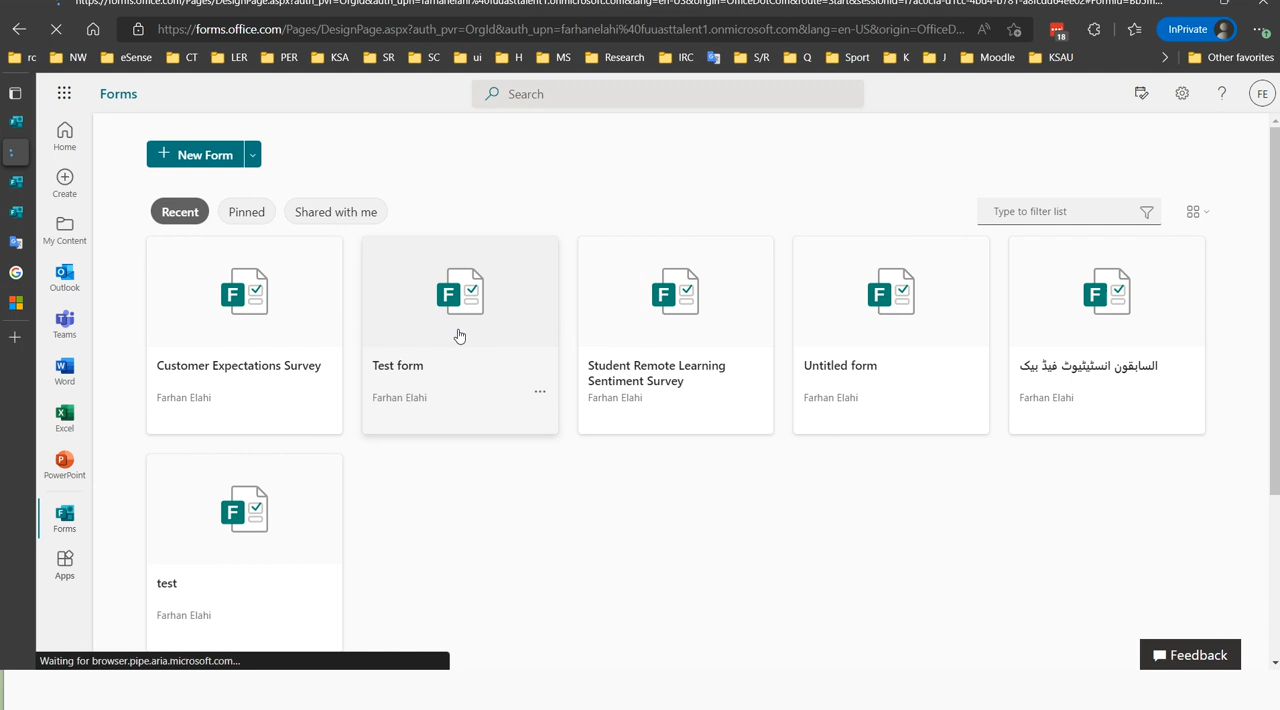 https://forms.office.com/Pages/DesignPage.aspx?auth_pvr=OrgId&auth_upn=farhanelahi%40fuuasttalent1.onmicrosoft.com&lang=en-US&origin=OfficeD...
18
InPrivate
rc NW eSense CT LER PER KSA SR SC ui H MS Research IRC S/R Q Sport K J Moodle KSAU Other favorites
Forms
Search
FE
Home
Create
My Content
Outlook
Teams
Word
Excel
PowerPoint
Forms
Apps
+ New Form
Recent Pinned Shared with me
Type to filter list
Customer Expectations Survey
Farhan Elahi
Test form
Farhan Elahi
...
Student Remote Learning
Sentiment Survey
Farhan Elahi
Untitled form
Farhan Elahi
السابقون انسٹیٹیوٹ فیڈ بیک
Farhan Elahi
test
Farhan Elahi
Waiting for browser.pipe.aria.microsoft.com...
Feedback